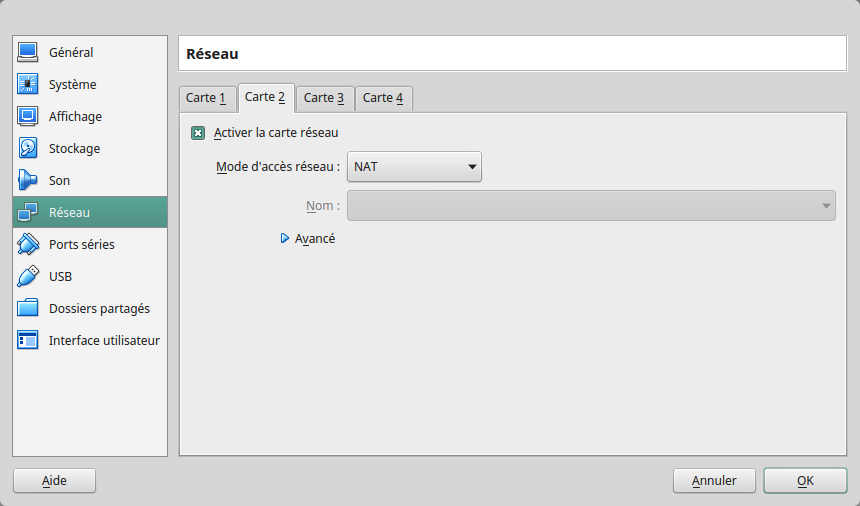 Général
Système
Affichage
Stockage
Son
Réseau
Ports séries
USB
Dossiers partagés
Interface utilisateur
Réseau
Carte 1 Carte 2 Carte 3 Carte 4
Activer la carte réseau
Mode d'accès réseau : NAT
Nom :
Avancé
Aide Annuler OK